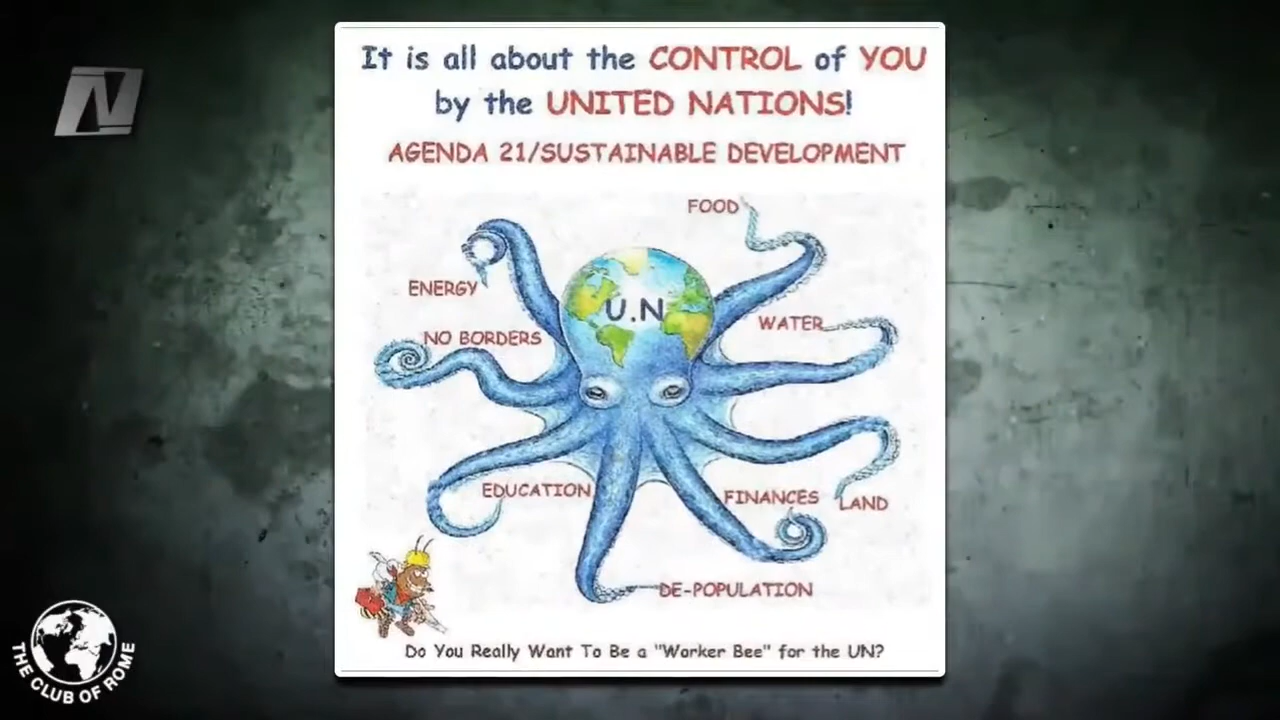 It is all about the CONTROL of YOU
by the UNITED NATIONS!
AGENDA 21/SUSTAINABLE DEVELOPMENT
FOOD
ENERGY
U.N
WATER
NO BORDERS
EDUCATION
FINANCES
LAND
DE-POPULATION
Do You Really Want To Be a "Worker Bee" for the UN?
THE CLUB OF ROME